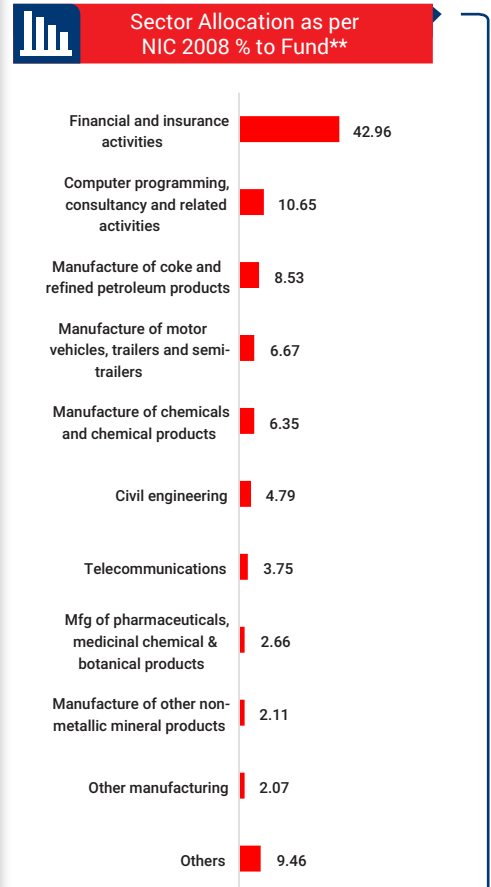 Sector Allocation as per
NIC 2008 % to Fund**
Financial and insurance
activities
42.96
Computer programming,
consultancy and related
activities
10.65
Manufacture of coke and
refined petroleum products
8.53
Manufacture of motor
vehicles, trailers and semi-
trailers
6.67
Manufacture of chemicals
and chemical products
6.35
Civil engineering
4.79
Telecommunications
3.75
Mfg of pharmaceuticals,
medicinal chemical &
botanical products
2.66
Manufacture of other non-
metallic mineral products
2.11
Other manufacturing
2.07
Others
9.46